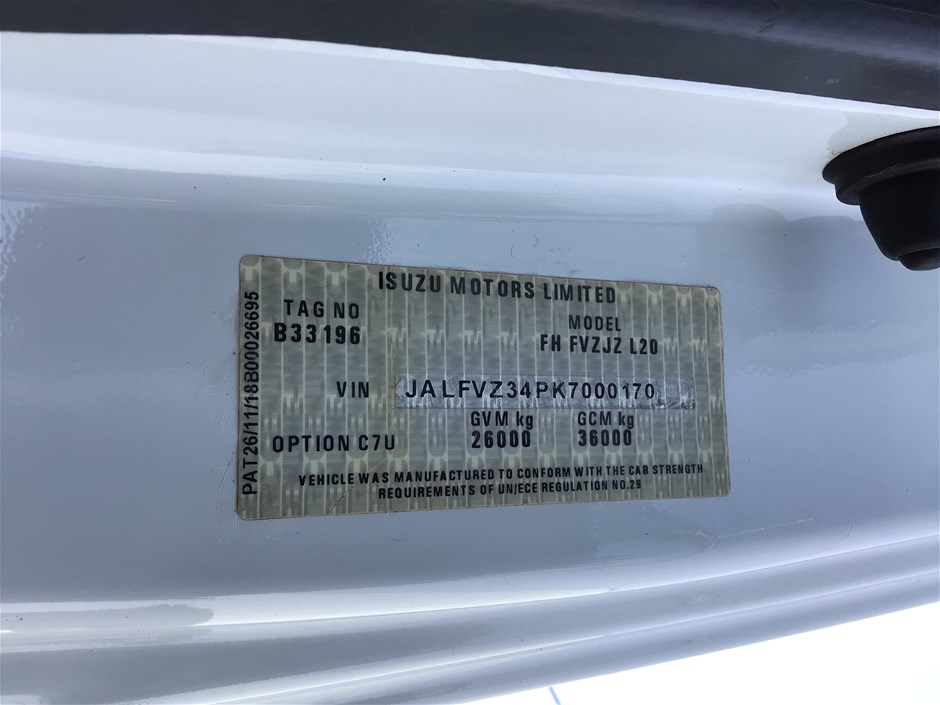 ISUZU MOTORS LIMITED
TAG NO
B33196
MODEL
FH FVZJZ L20
VIN JALFVZ34PK7000170
GVM kg
26000
GCM kg
36000
OPTION C7U
VEHICLE WAS MANUFACTURED TO CONFORM WITH THE CAB STRENGTH
REQUIREMENTS OF UN/ECE REGULATION NO.29
PAT26/11/18B00026695